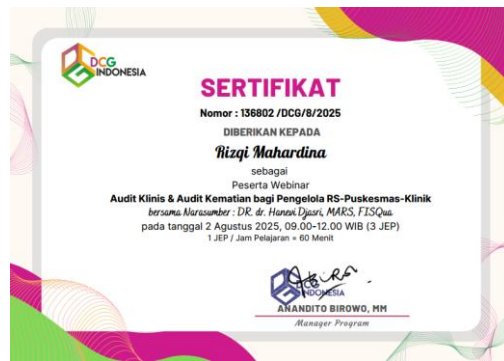 DCG
INDONESIA
SERTIFIKAT
Nomor : 136802 /DCG/8/2025
DIBERIKAN KEPADA
Rizqi Mahardina
sebagai
Peserta Webinar
Audit Klinis & Audit Kematian bagi Pengelola RS-Puskesmas-Klinik
bersama Narasumber : DR. dr. Hanevi Djasri, MARS, FISQua
pada tanggal 2 Agustus 2025, 09.00-12.00 WIB (3 JEP)
1 JEP / Jam Pelajaran = 60 Menit
DCG
INDONESIA
ANANDITO BIROWO, MM
Manager Program